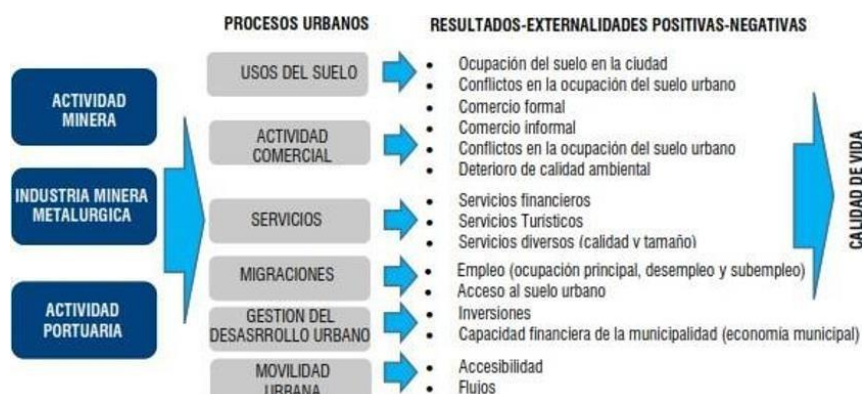 PROCESOS URBANOS
RESULTADOS-EXTERNALIDADES POSITIVAS-NEGATIVAS
ACTIVIDAD
MINERA
INDUSTRIA MINERA
METALURGICA
ACTIVIDAD
PORTUARIA
USOS DEL SUELO
• Ocupación del suelo en la ciudad
• Conflictos en la ocupación del suelo urbano
ACTIVIDAD
COMERCIAL
• Comercio formal
• Comercio informal
• Conflictos en la ocupación del suelo urbano
• Deterioro de calidad ambiental
SERVICIOS
• Servicios financieros
• Servicios Turísticos
• Servicios diversos (calidad y tamaño)
MIGRACIONES
• Empleo (ocupación principal, desempleo y subempleo)
• Acceso al suelo urbano
GESTION DEL
DESASRROLLO URBANO
• Inversiones
• Capacidad financiera de la municipalidad (economía municipal)
MOVILIDAD
URBANA
• Accesibilidad
• Flujos
CALIDAD DE VIDA